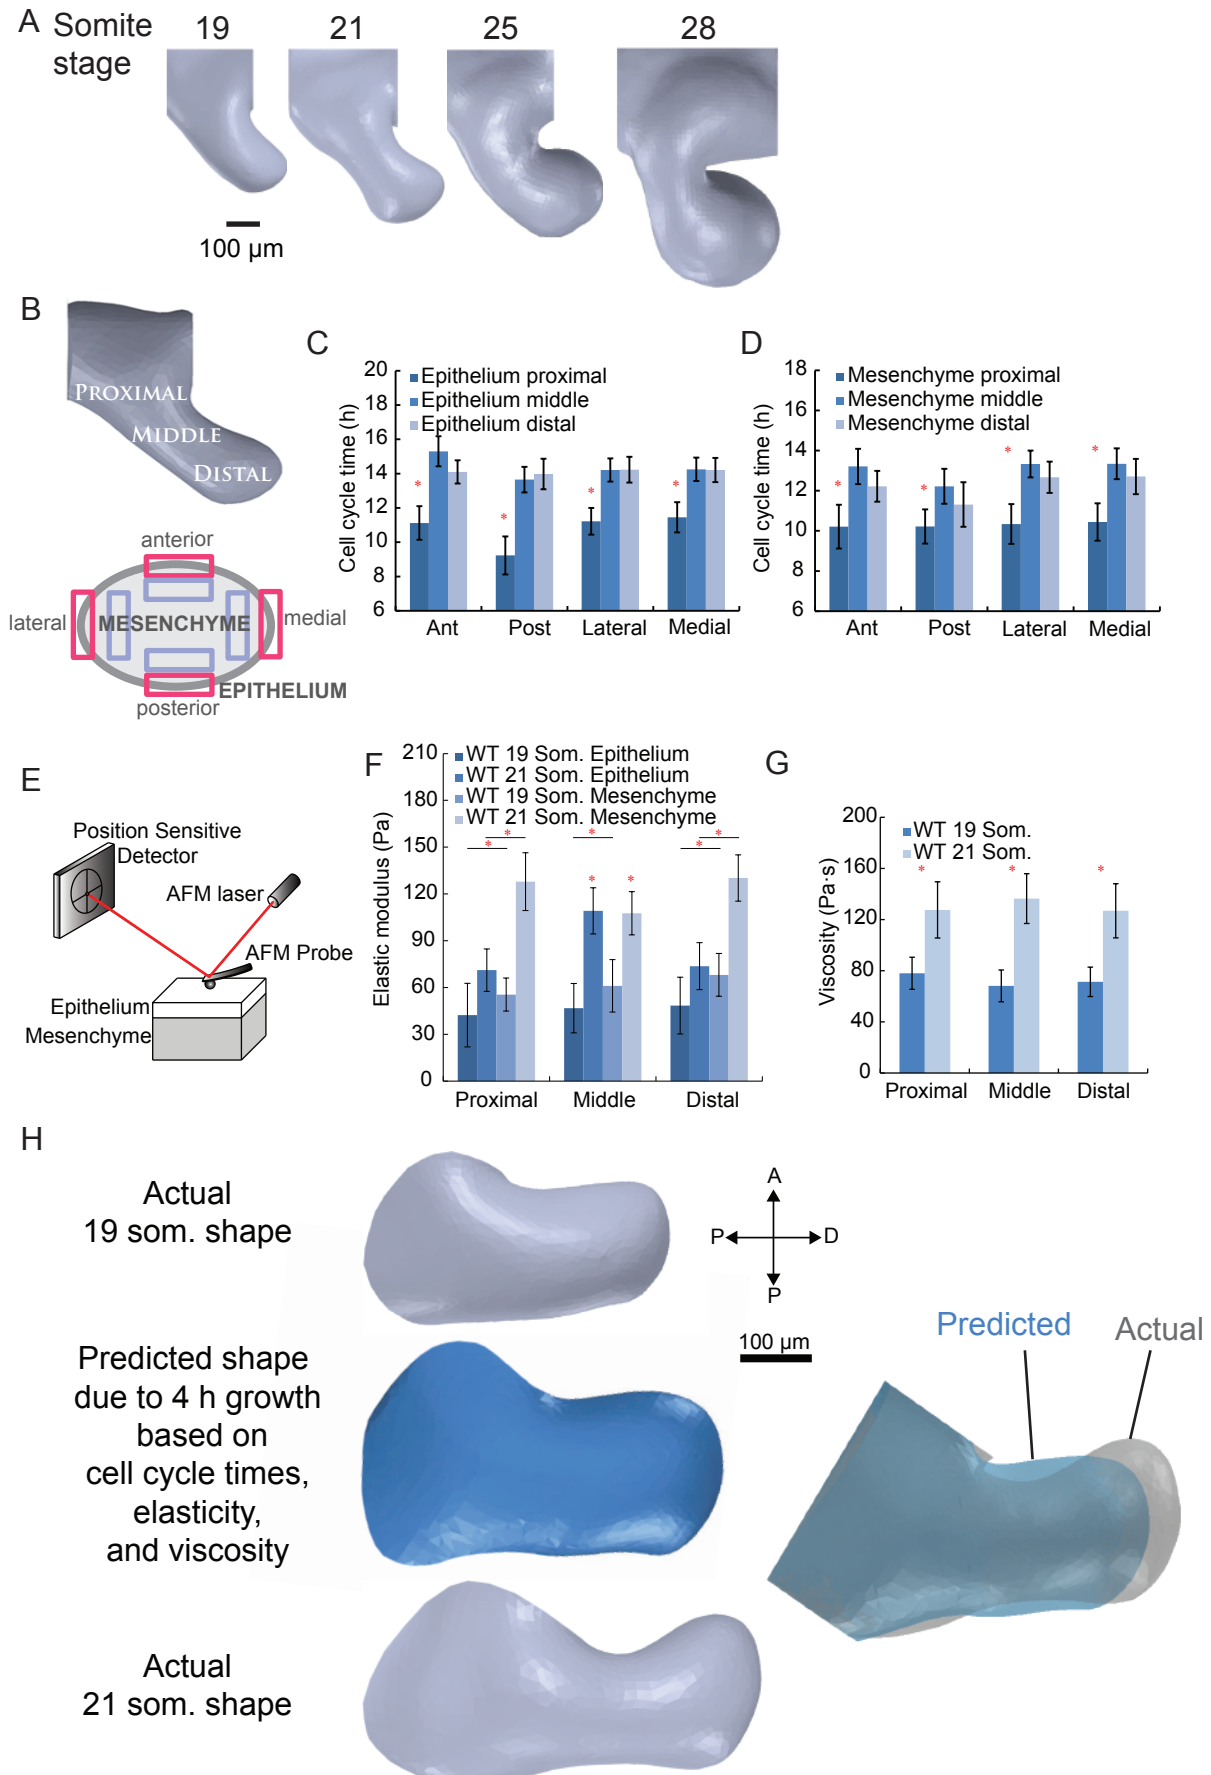 A
Somite stage
19 21 25 28
100 µm
B
PROXIMAL
MIDDLE
DISTAL
anterior
lateral
MESENCHYME
medial
EPITHELIUM
posterior
C
Cell cycle time (h)
20
18
16
14
12
10
8
6
Epithelium proximal
Epithelium middle
Epithelium distal
* * * *
Ant Post Lateral Medial
D
Cell cycle time (h)
18
16
14
12
10
8
6
Mesenchyme proximal
Mesenchyme middle
Mesenchyme distal
* * * *
Ant Post Lateral Medial
E
Position Sensitive
Detector
AFM laser
AFM Probe
Epithelium
Mesenchyme
F
Elastic modulus (Pa)
210
180
150
120
90
60
30
0
WT 19 Som. Epithelium
WT 21 Som. Epithelium
WT 19 Som. Mesenchyme
WT 21 Som. Mesenchyme
* * *
* *
* *
Proximal Middle Distal
G
Viscosity (Pa·s)
200
160
120
80
40
0
WT 19 Som.
WT 21 Som.
* * *
Proximal Middle Distal
H
Actual
19 som. shape
A
P D
P
100 µm
Predicted shape
due to 4 h growth
based on
cell cycle times,
elasticity,
and viscosity
Predicted
Actual
Actual
21 som. shape